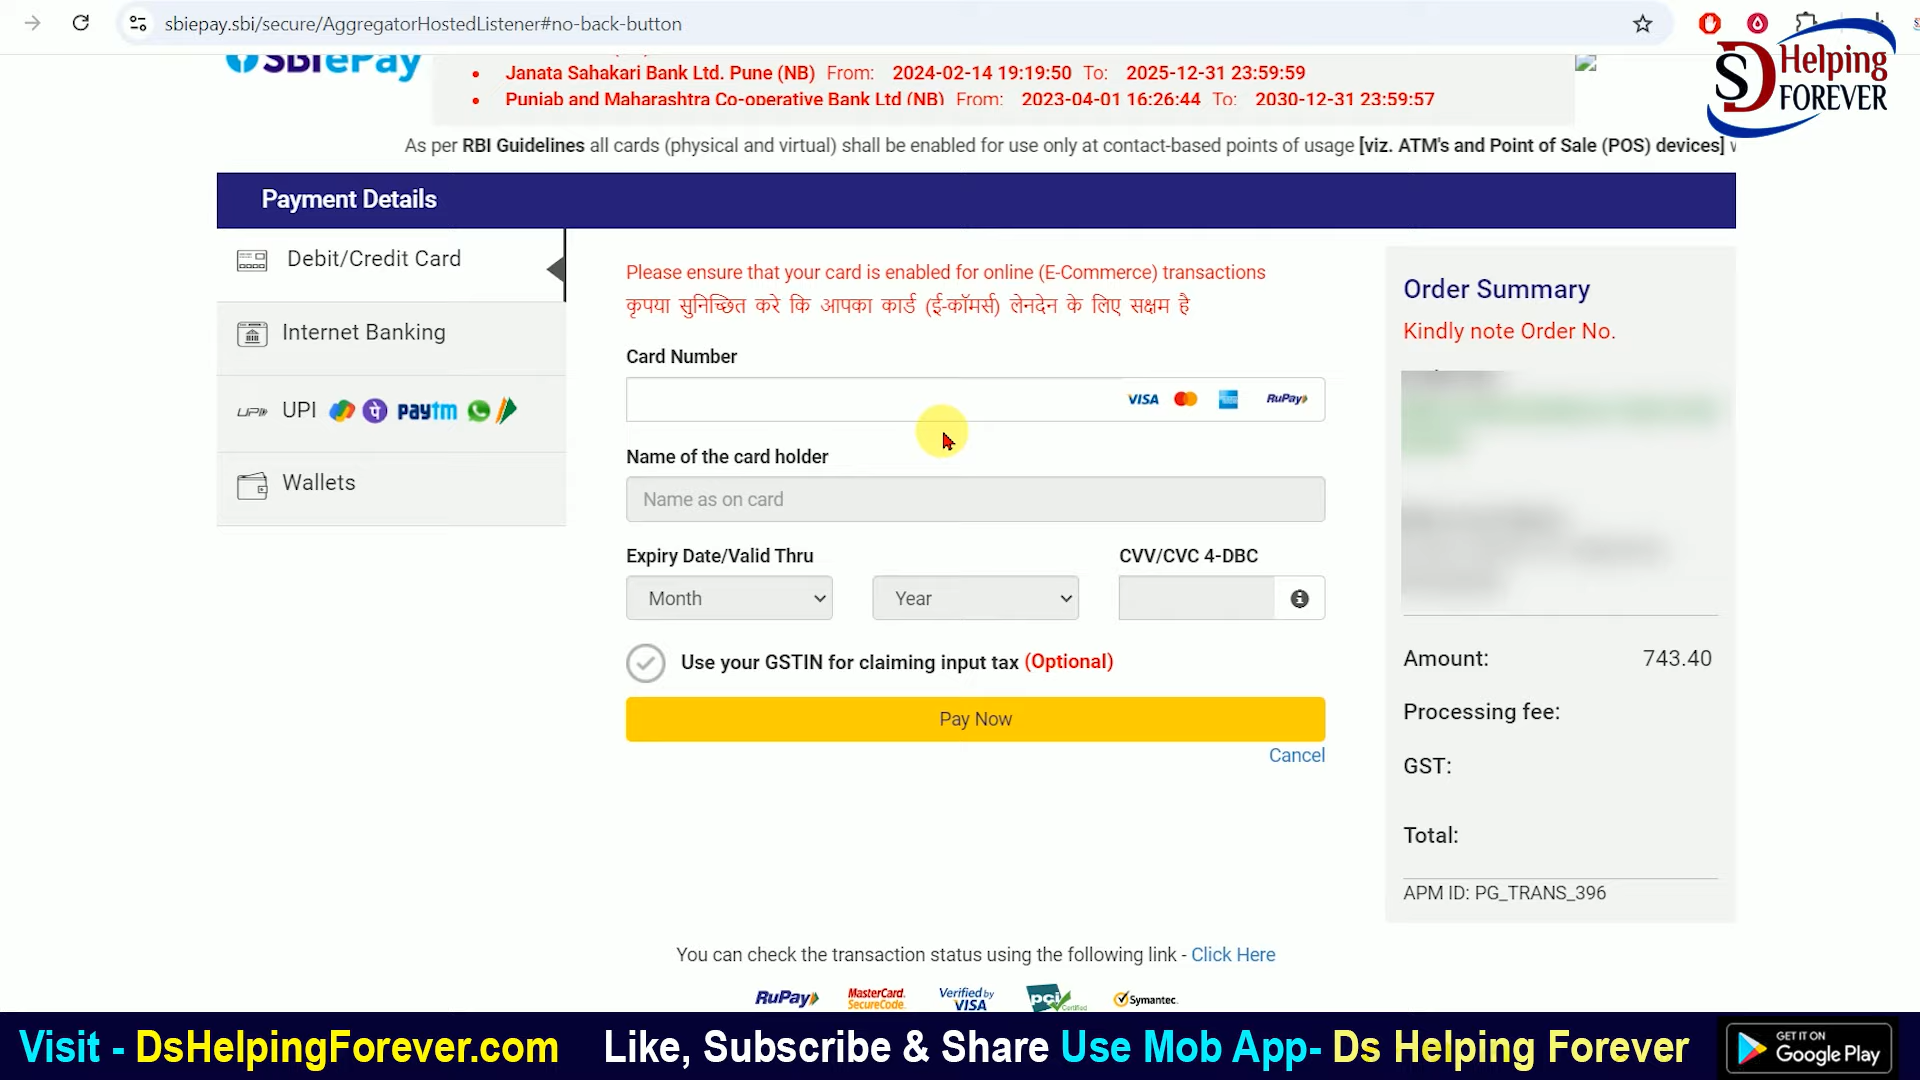 sbiepay.sbi/secure/AggregatorHostedListener#no-back-button
SBIePay
Janata Sahakari Bank Ltd. Pune (NB) From: 2024-02-14 19:19:50 To: 2025-12-31 23:59:59
Punjab and Maharashtra Co-operative Bank Ltd (NB) From: 2023-04-01 16:26:44 To: 2030-12-31 23:59:57
DS Helping
FOREVER
As per RBI Guidelines all cards (physical and virtual) shall be enabled for use only at contact-based points of usage [viz. ATM's and Point of Sale (POS) devices]
Payment Details
Debit/Credit Card
Internet Banking
UPI UPI paytm
Wallets
Please ensure that your card is enabled for online (E-Commerce) transactions
कृपया सुनिच्छित करे कि आपका कार्ड (ई-कॉमर्स) लेनदेन के लिए सक्षम है
Card Number
VISA RuPay
Name of the card holder
Name as on card
Expiry Date/Valid Thru CVV/CVC 4-DBC
Month Year
Use your GSTIN for claiming input tax (Optional)
Pay Now
Cancel
Order Summary
Kindly note Order No.
Amount: 743.40
Processing fee:
GST:
Total:
APM ID: PG_TRANS_396
You can check the transaction status using the following link - Click Here
RuPay MasterCard. SecureCode. Verified by VISA pci Certified Symantec.
Visit - DsHelpingForever.com Like, Subscribe & Share Use Mob App- Ds Helping Forever
GET IT ON
Google Play